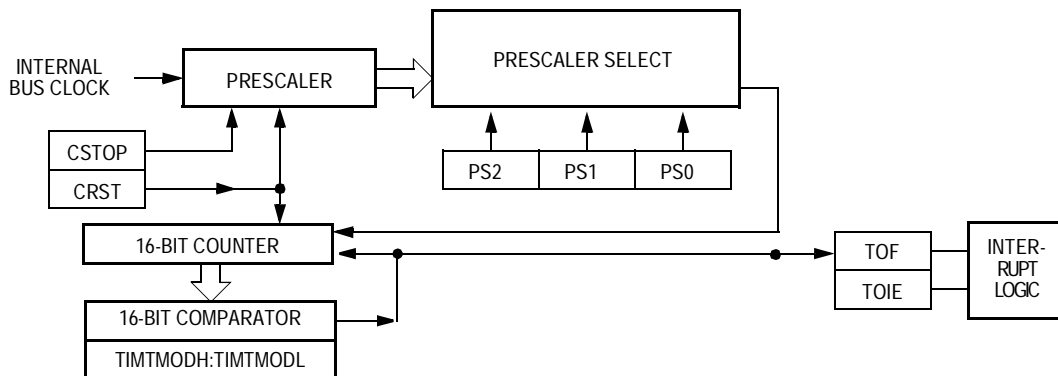 INTERNAL
BUS CLOCK
PRESCALER
PRESCALER SELECT
CSTOP
CRST
PS2
PS1
PS0
16-BIT COUNTER
16-BIT COMPARATOR
TIMTMODH:TIMTMODL
TOF
TOIE
INTER-
RUPT
LOGIC